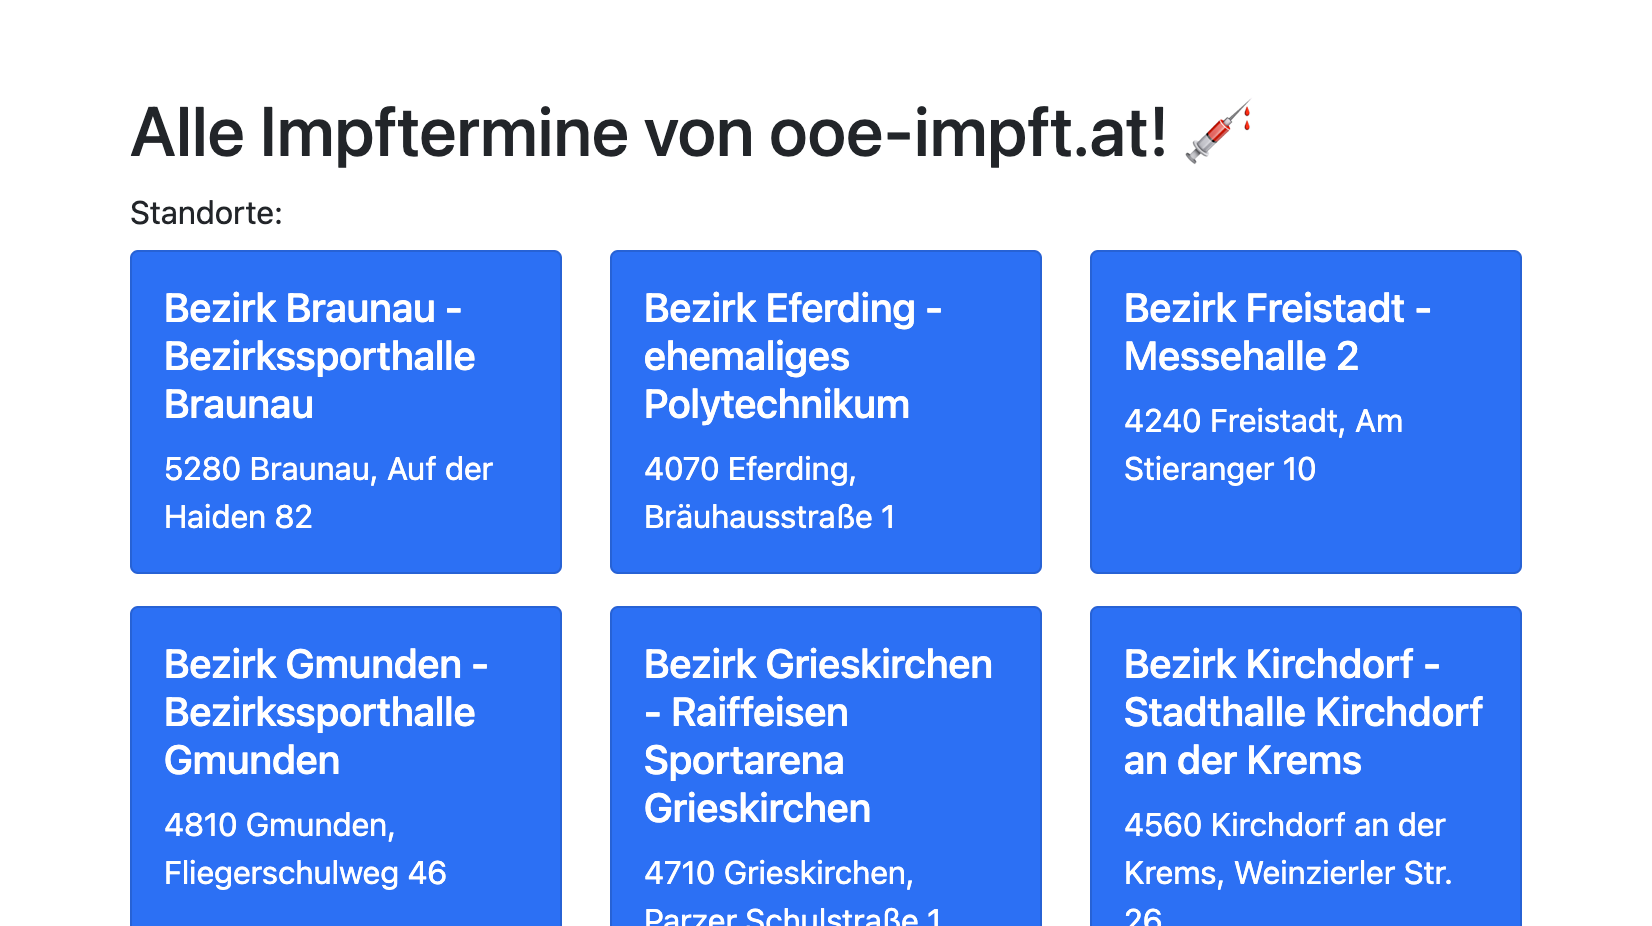 Alle Impftermine von ooe-impft.at! 💉
Standorte:
Bezirk Braunau -
Bezirkssporthalle
Braunau
5280 Braunau, Auf der
Haiden 82
Bezirk Eferding -
ehemaliges
Polytechnikum
4070 Eferding,
Bräuhausstraße 1
Bezirk Freistadt -
Messehalle 2
4240 Freistadt, Am
Stieranger 10
Bezirk Gmunden -
Bezirkssporthalle
Gmunden
4810 Gmunden,
Fliegerschulweg 46
Bezirk Grieskirchen
- Raiffeisen
Sportarena
Grieskirchen
4710 Grieskirchen,
Parzer Schulstraße 1
Bezirk Kirchdorf -
Stadthalle Kirchdorf
an der Krems
4560 Kirchdorf an der
Krems, Weinzierler Str.
26